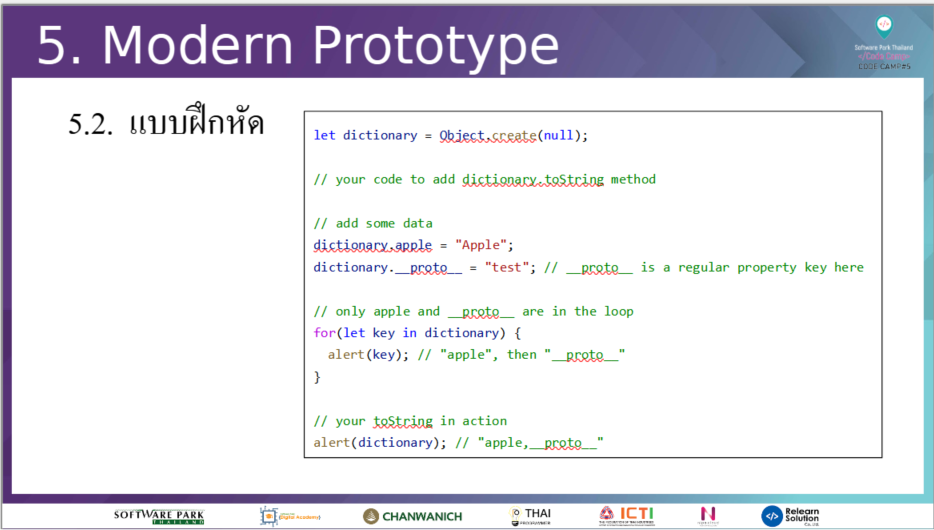 5. Modern Prototype
Software Park Thailand
CODE CAMP#5
5.2. แบบฝึกหัด
let dictionary = Object.create(null);
// your code to add dictionary.toString method
// add some data
dictionary.apple = "Apple";
dictionary.__proto__ = "test"; // __proto__ is a regular property key here
// only apple and __proto__ are in the loop
for(let key in dictionary) {
alert(key); // "apple", then "__proto__"
}
// your toString in action
alert(dictionary); // "apple,__proto__"
SOFTWARE PARK
THAILAND
CHANWANICH
THAI
PROGRAMMER
ICTI
N
Relearn
Solution